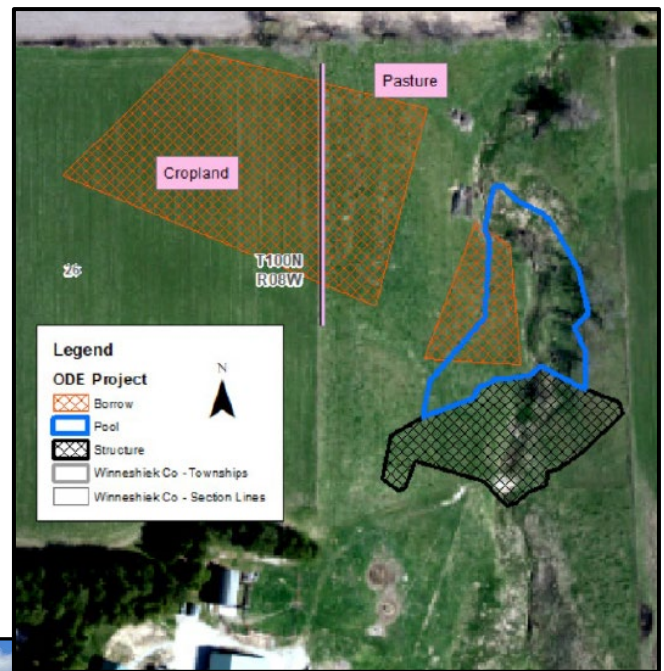 Pasture
Cropland
26
T100N
R08W
Legend
ODE Project
N
Borrow
Pool
Structure
Winneshiek Co - Townships
Winneshiek Co - Section Lines